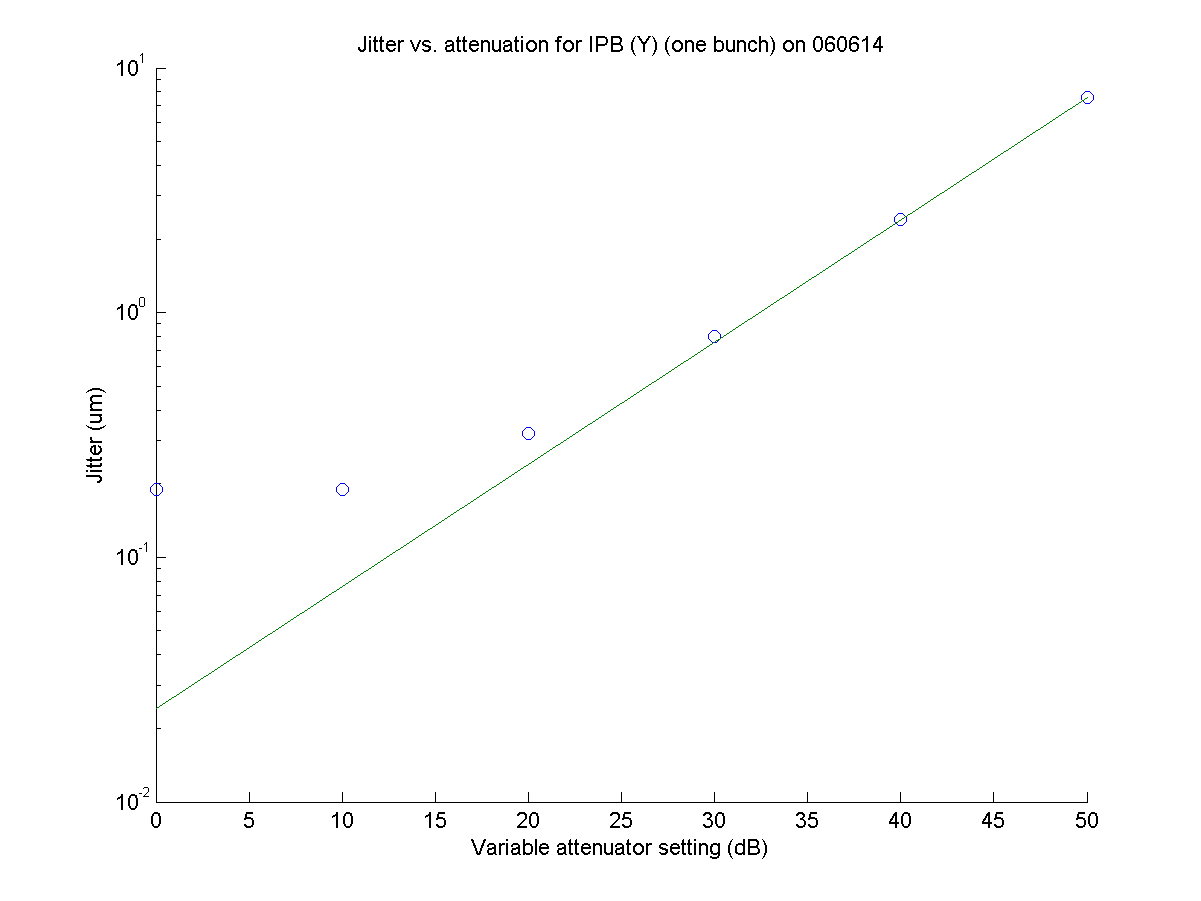 Jitter vs. attenuation for IPB (Y) (one bunch) on 060614
10^1
10^0
10^-1
10^-2
Jitter (um)
0 5 10 15 20 25 30 35 40 45 50
Variable attenuator setting (dB)